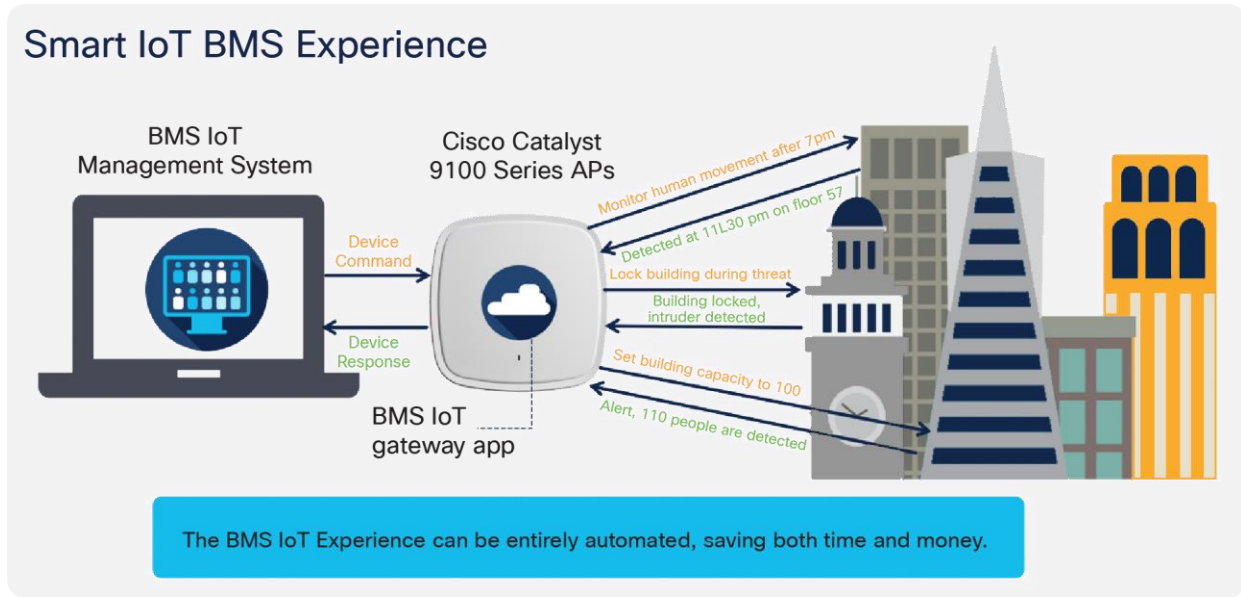 Smart IoT BMS Experience
BMS IoT
Management System
Cisco Catalyst
9100 Series APs
Device
Command
Device
Response
BMS IoT
gateway app
Monitor human movement after 7pm
Detected at 11L30 pm on floor 57
Lock building during threat
Building locked,
intruder detected
Set building capacity to 100
Alert, 110 people are detected
The BMS IoT Experience can be entirely automated, saving both time and money.